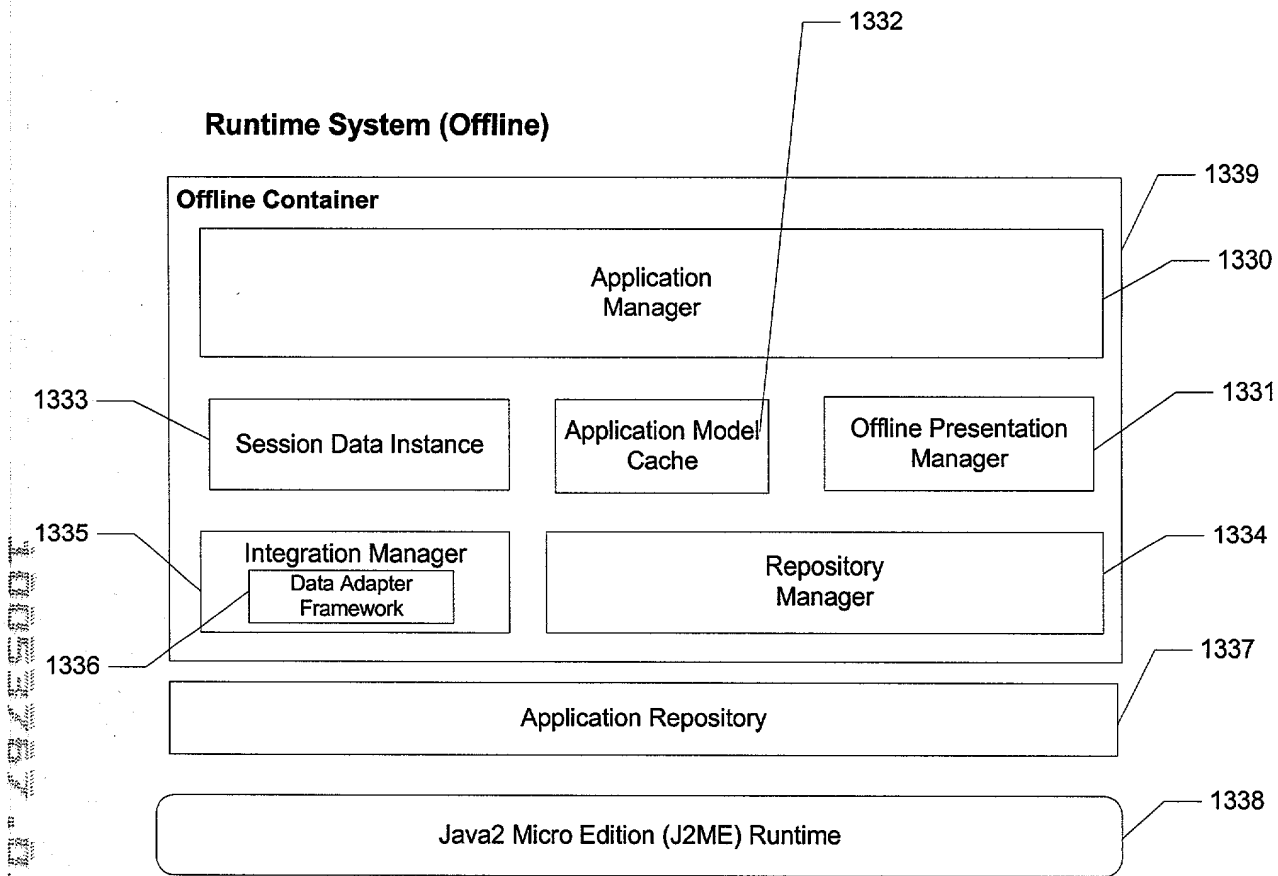 1332
Runtime System (Offline)
1339
Offline Container
1330
Application
Manager
1333
1331
Session Data Instance
Application Model
Cache
Offline Presentation
Manager
1335
1334
Integration Manager
Data Adapter
Framework
Repository
Manager
1336
1337
Application Repository
1338
Java2 Micro Edition (J2ME) Runtime